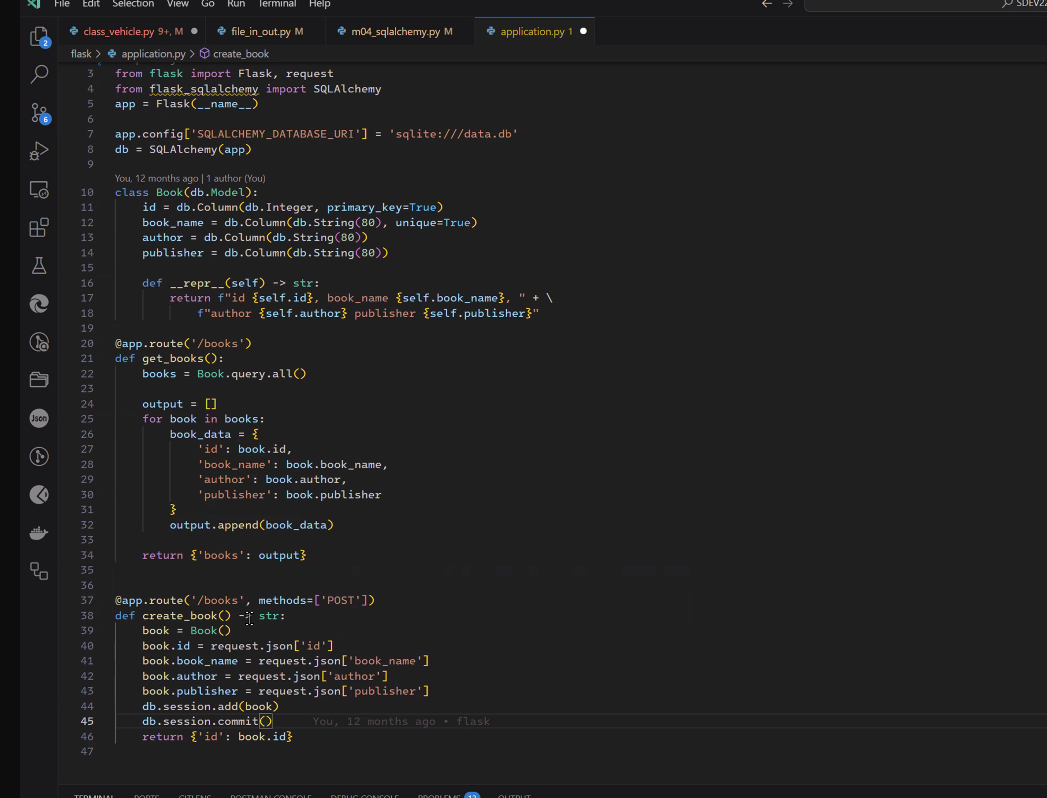 File Edit Selection View Go Run Terminal Help
SDEV22
class_vehicle.py 9+, M
file_in_out.py M
m04_sqlalchemy.py M
application.py 1
flask > application.py > create_book
3 from flask import Flask, request
4 from flask_sqlalchemy import SQLAlchemy
5 app = Flask(__name__)
6
7 app.config['SQLALCHEMY_DATABASE_URI'] = 'sqlite:///data.db'
8 db = SQLAlchemy(app)
9
You, 12 months ago | 1 author (You)
10 class Book(db.Model):
11     id = db.Column(db.Integer, primary_key=True)
12     book_name = db.Column(db.String(80), unique=True)
13     author = db.Column(db.String(80))
14     publisher = db.Column(db.String(80))
15
16     def __repr__(self) -> str:
17         return f"id {self.id}, book_name {self.book_name}, " + \
18             f"author {self.author} publisher {self.publisher}"
19
20 @app.route('/books')
21 def get_books():
22     books = Book.query.all()
23
24     output = []
25     for book in books:
26         book_data = {
27             'id': book.id,
28             'book_name': book.book_name,
29             'author': book.author,
30             'publisher': book.publisher
31         }
32         output.append(book_data)
33
34     return {'books': output}
35
36
37 @app.route('/books', methods=['POST'])
38 def create_book() -> str:
39     book = Book()
40     book.id = request.json['id']
41     book.book_name = request.json['book_name']
42     book.author = request.json['author']
43     book.publisher = request.json['publisher']
44     db.session.add(book)
45     db.session.commit() You, 12 months ago • flask
46     return {'id': book.id}
47
2
6
Json
TERMINAL PORTS GITLENS POSTMAN CONSOLE DEBUG CONSOLE PROBLEMS 12 OUTPUT